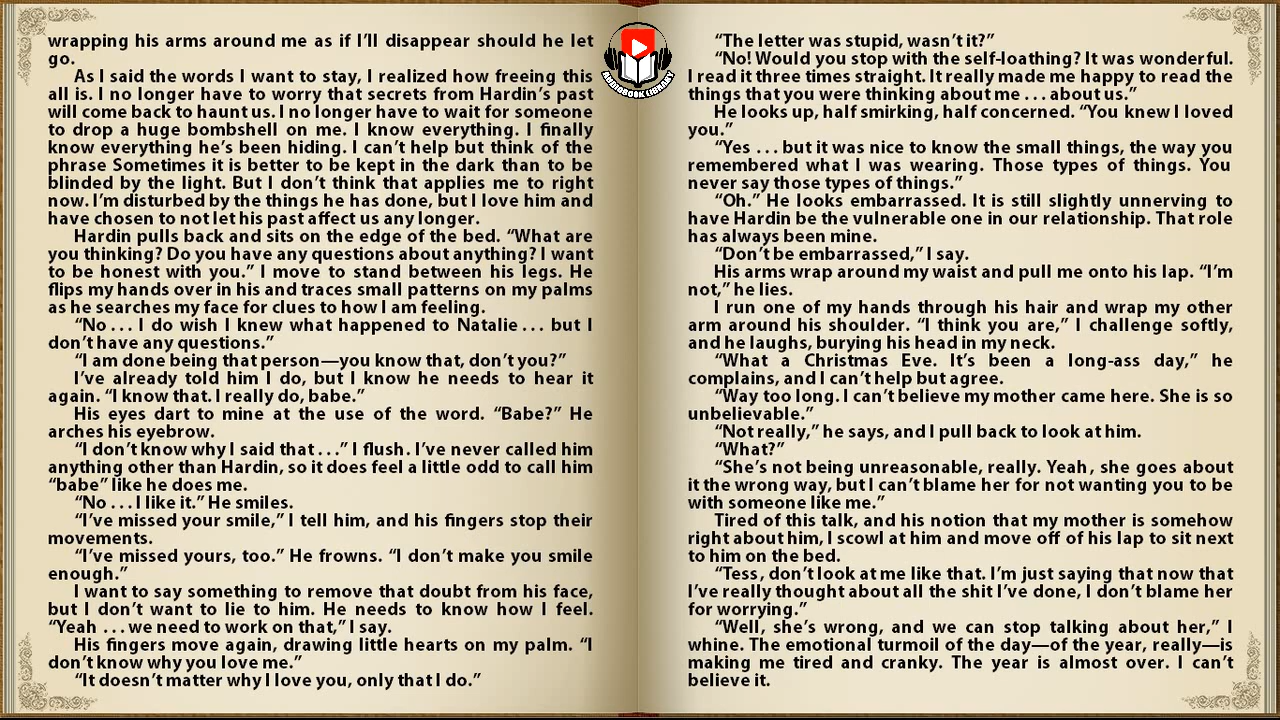 wrapping his arms around me as if I’ll disappear should he let
go.
As I said the words I want to stay, I realized how freeing this
all is. I no longer have to worry that secrets from Hardin’s past
will come back to haunt us. I no longer have to wait for someone
to drop a huge bombshell on me. I know everything. I finally
know everything he’s been hiding. I can’t help but think of the
phrase Sometimes it is better to be kept in the dark than to be
blinded by the light. But I don’t think that applies me to right
now. I’m disturbed by the things he has done, but I love him and
have chosen to not let his past affect us any longer.
Hardin pulls back and sits on the edge of the bed. “What are
you thinking? Do you have any questions about anything? I want
to be honest with you.” I move to stand between his legs. He
flips my hands over in his and traces small patterns on my palms
as he searches my face for clues to how I am feeling.
“No . . . I do wish I knew what happened to Natalie . . . but I
don’t have any questions.”
“I am done being that person—you know that, don’t you?”
I’ve already told him I do, but I know he needs to hear it
again. “I know that. I really do, babe.”
His eyes dart to mine at the use of the word. “Babe?” He
arches his eyebrow.
“I don’t know why I said that . . .” I flush. I’ve never called him
anything other than Hardin, so it does feel a little odd to call him
“babe” like he does me.
“No . . . I like it.” He smiles.
“I’ve missed your smile,” I tell him, and his fingers stop their
movements.
“I’ve missed yours, too.” He frowns. “I don’t make you smile
enough.”
I want to say something to remove that doubt from his face,
but I don’t want to lie to him. He needs to know how I feel.
“Yeah . . . we need to work on that,” I say.
His fingers move again, drawing little hearts on my palm. “I
don’t know why you love me.”
“It doesn’t matter why I love you, only that I do.”
AUDIOBOOK LIBRARY
“The letter was stupid, wasn’t it?”
“No! Would you stop with the self-loathing? It was wonderful.
I read it three times straight. It really made me happy to read the
things that you were thinking about me . . . about us.”
He looks up, half smirking, half concerned. “You knew I loved
you.”
“Yes . . . but it was nice to know the small things, the way you
remembered what I was wearing. Those types of things. You
never say those types of things.”
“Oh.” He looks embarrassed. It is still slightly unnerving to
have Hardin be the vulnerable one in our relationship. That role
has always been mine.
“Don’t be embarrassed,” I say.
His arms wrap around my waist and pull me onto his lap. “I’m
not,” he lies.
I run one of my hands through his hair and wrap my other
arm around his shoulder. “I think you are,” I challenge softly,
and he laughs, burying his head in my neck.
“What a Christmas Eve. It’s been a long-ass day,” he
complains, and I can’t help but agree.
“Way too long. I can’t believe my mother came here. She is so
unbelievable.”
“Not really,” he says, and I pull back to look at him.
“What?”
“She’s not being unreasonable, really. Yeah, she goes about
it the wrong way, but I can’t blame her for not wanting you to be
with someone like me.”
Tired of this talk, and his notion that my mother is somehow
right about him, I scowl at him and move off of his lap to sit next
to him on the bed.
“Tess, don’t look at me like that. I’m just saying that now that
I’ve really thought about all the shit I’ve done, I don’t blame her
for worrying.”
“Well, she’s wrong, and we can stop talking about her,” I
whine. The emotional turmoil of the day—of the year, really—is
making me tired and cranky. The year is almost over. I can’t
believe it.